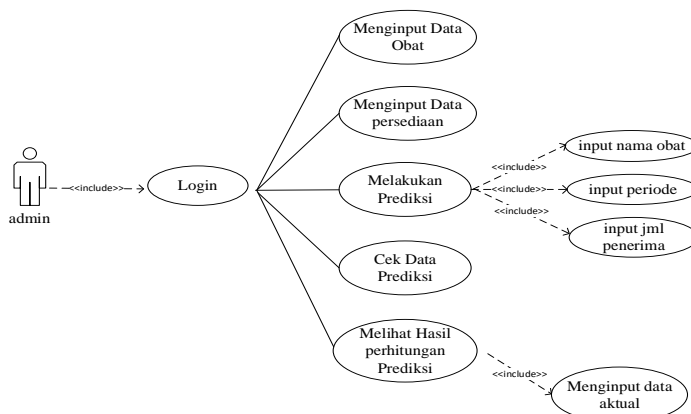 Menginput Data
Obat
Menginput Data
persediaan
<<include>>
input nama obat
admin
<<include>>
Login
Melakukan
Prediksi
<<include>>
input periode
<<include>>
input jml
penerima
Cek Data
Prediksi
Melihat Hasil
perhitungan
Prediksi
<<include>>
Menginput data
aktual